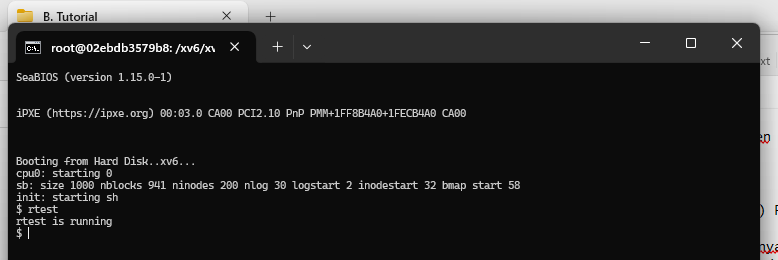 B. Tutorial
root@02ebdb3579b8: /xv6/xv
SeaBIOS (version 1.15.0-1)
iPXE (https://ipxe.org) 00:03.0 CA00 PCI2.10 PnP PMM+1FF8B4A0+1FECB4A0 CA00
Booting from Hard Disk..xv6...
cpu0: starting 0
sb: size 1000 nblocks 941 ninodes 200 nlog 30 logstart 2 inodestart 32 bmap start 58
init: starting sh
$ rtest
rtest is running
$
xt
en
) F
nya